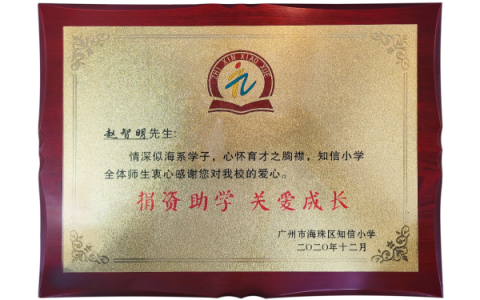 ZHI XIN XIAO XUE
赵智明先生:
情深似海系学子，心怀育才之胸襟，知信小学
全体师生衷心感谢您对我校的爱心。
捐资助学 关爱成长
广州市海珠区知信小学
二〇二〇年十二月